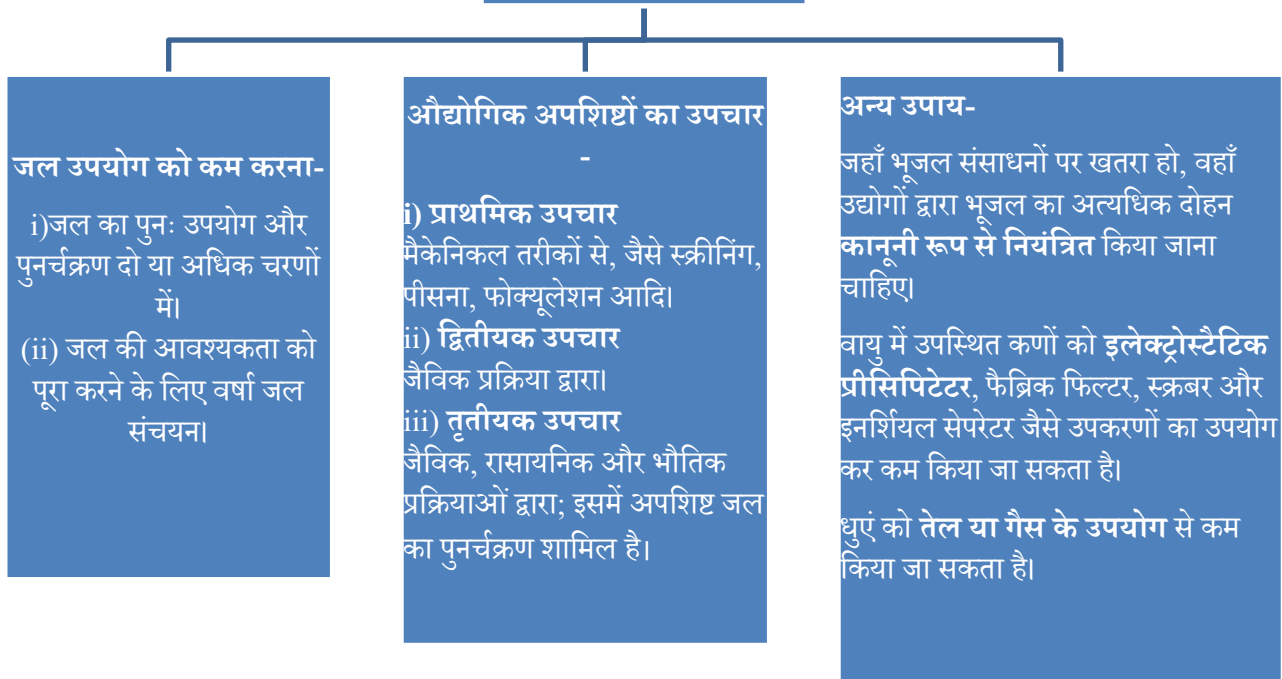 जल उपयोग को कम करना-
i)जल का पुनः उपयोग और
पुनर्चक्रण दो या अधिक चरणों
में।
(ii) जल की आवश्यकता को
पूरा करने के लिए वर्षा जल
संचयन।
औद्योगिक अपशिष्टों का उपचार
-
i) प्राथमिक उपचार
मैकेनिकल तरीकों से, जैसे स्क्रीनिंग,
पीसना, फोक्यूलेशन आदि।
ii) द्वितीयक उपचार
जैविक प्रक्रिया द्वारा।
iii) तृतीयक उपचार
जैविक, रासायनिक और भौतिक
प्रक्रियाओं द्वारा; इसमें अपशिष्ट जल
का पुनर्चक्रण शामिल है।
अन्य उपाय-
जहाँ भूजल संसाधनों पर खतरा हो, वहाँ
उद्योगों द्वारा भूजल का अत्यधिक दोहन
कानूनी रूप से नियंत्रित किया जाना
चाहिए।
वायु में उपस्थित कणों को इलेक्ट्रोस्टैटिक
प्रीसिपिटेटर, फैब्रिक फिल्टर, स्क्रबर और
इनर्शियल सेपरेटर जैसे उपकरणों का उपयोग
कर कम किया जा सकता है।
धुएं को तेल या गैस के उपयोग से कम
किया जा सकता है।